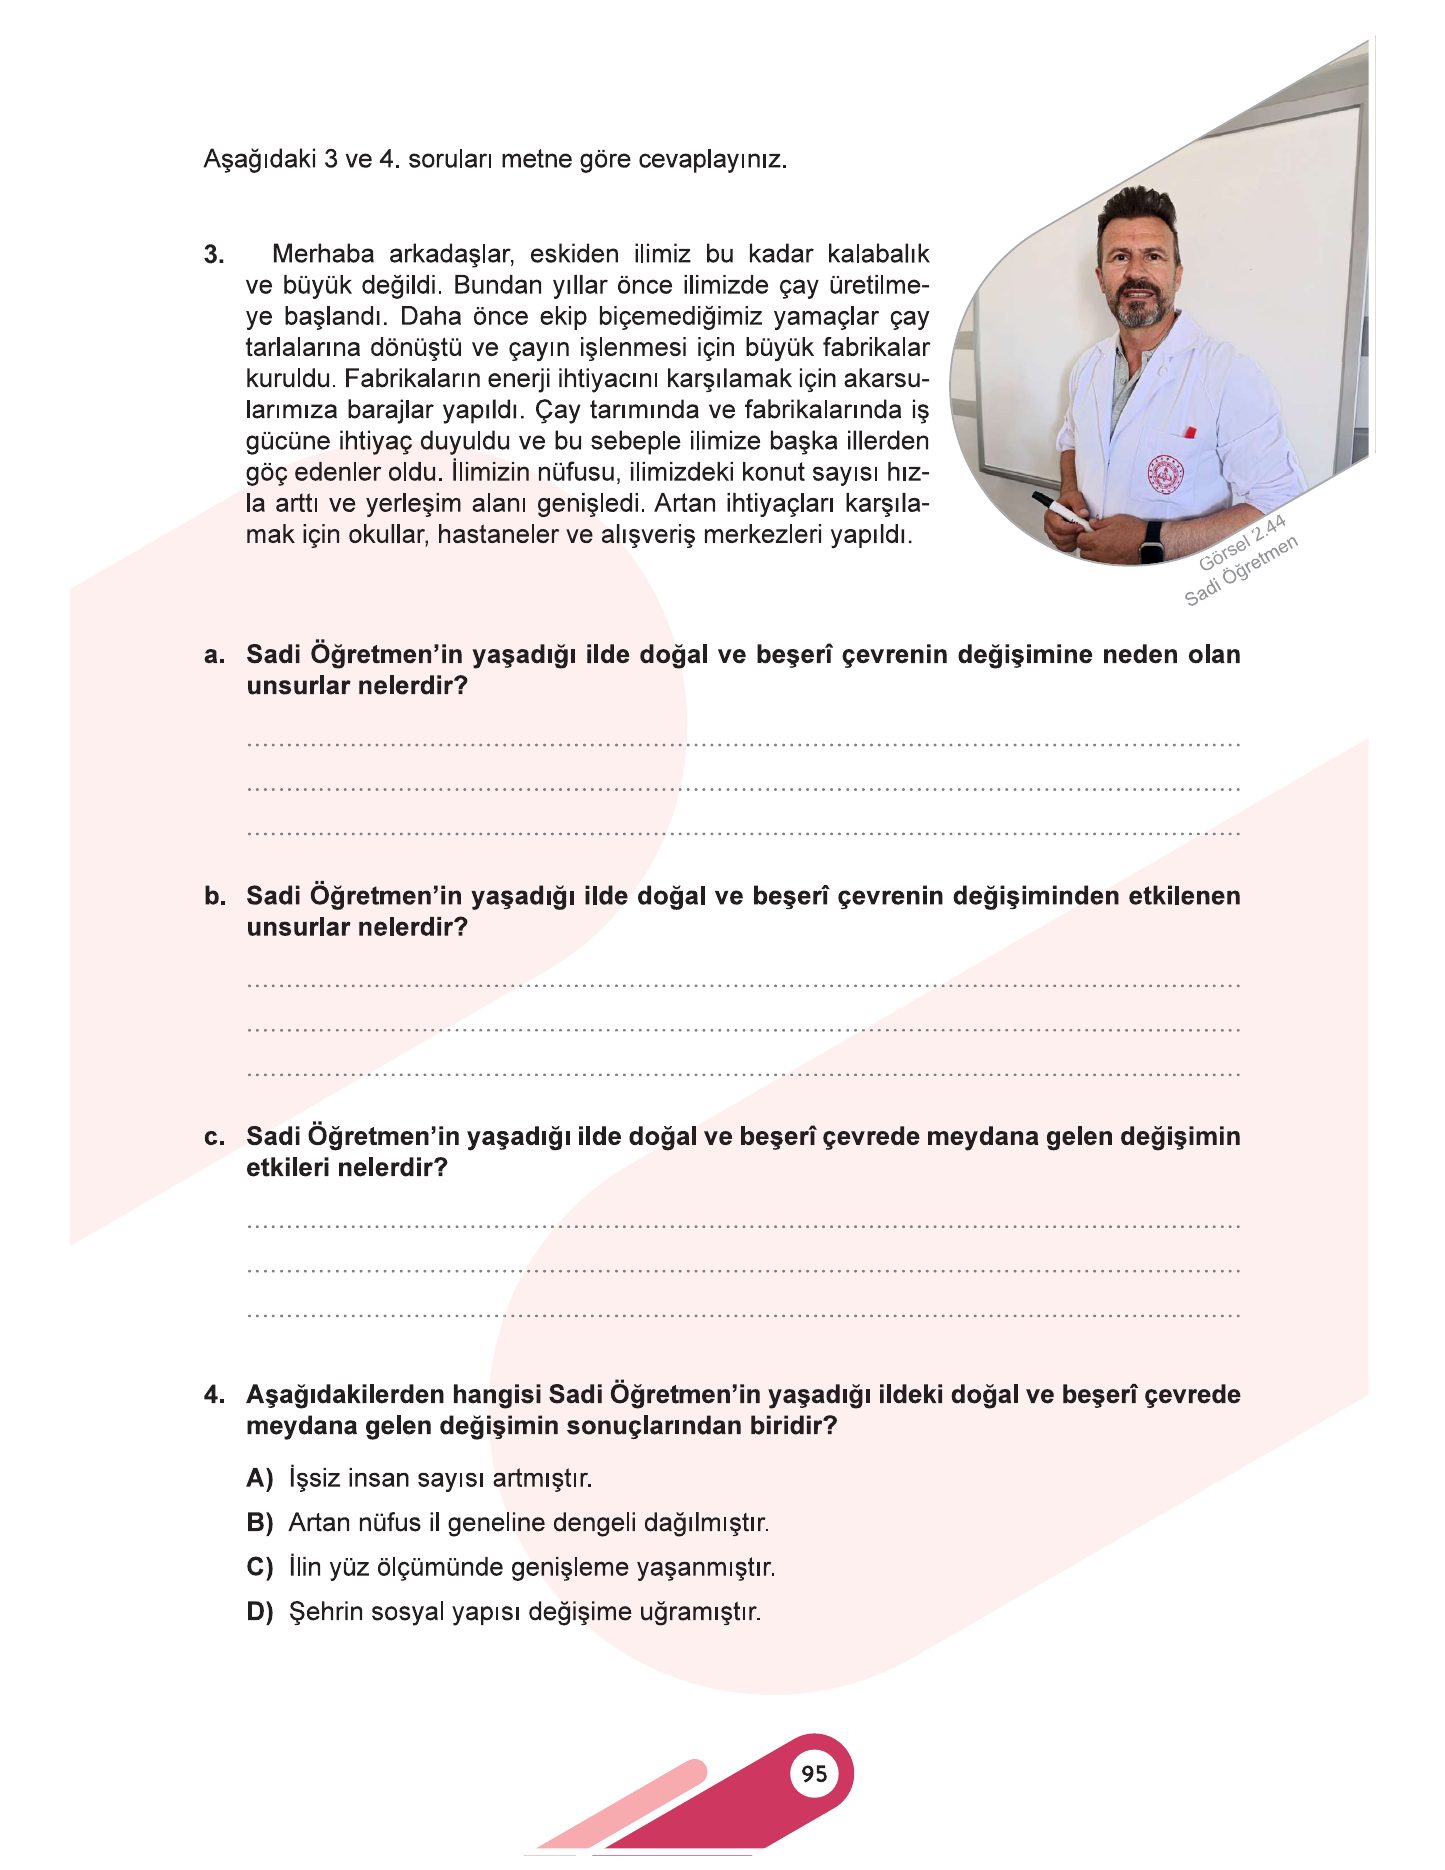 Aşağıdaki 3 ve 4. soruları metne göre cevaplayınız.
3. Merhaba arkadaşlar, eskiden ilimiz bu kadar kalabalık
ve büyük değildi. Bundan yıllar önce ilimizde çay üretilme-
ye başlandı. Daha önce ekip biçemediğimiz yamaçlar çay
tarlalarına dönüştü ve çayın işlenmesi için büyük fabrikalar
kuruldu. Fabrikaların enerji ihtiyacını karşılamak için akarsu-
larımıza barajlar yapıldı. Çay tarımında ve fabrikalarında iş
gücüne ihtiyaç duyuldu ve bu sebeple ilimize başka illerden
göç edenler oldu. İlimizin nüfusu, ilimizdeki konut sayısı hız-
la arttı ve yerleşim alanı genişledi. Artan ihtiyaçları karşıla-
mak için okullar, hastaneler ve alışveriş merkezleri yapıldı.
Görsel 2.44
Sadi Öğretmen
a. Sadi Öğretmen’in yaşadığı ilde doğal ve beşerî çevrenin değişimine neden olan
unsurlar nelerdir?
b. Sadi Öğretmen’in yaşadığı ilde doğal ve beşerî çevrenin değişiminden etkilenen
unsurlar nelerdir?
c. Sadi Öğretmen’in yaşadığı ilde doğal ve beşerî çevrede meydana gelen değişimin
etkileri nelerdir?
4. Aşağıdakilerden hangisi Sadi Öğretmen’in yaşadığı ildeki doğal ve beşerî çevrede
meydana gelen değişimin sonuçlarından biridir?
A) İşsiz insan sayısı artmıştır.
B) Artan nüfus il geneline dengeli dağılmıştır.
C) İlin yüz ölçümünde genişleme yaşanmıştır.
D) Şehrin sosyal yapısı değişime uğramıştır.
95